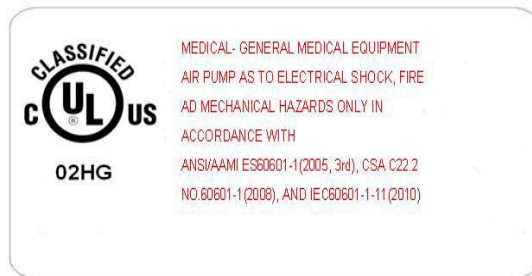 CLASSIFIED
C UL US
®
02HG
MEDICAL- GENERAL MEDICAL EQUIPMENT
AIR PUMP AS TO ELECTRICAL SHOCK, FIRE
AD MECHANICAL HAZARDS ONLY IN
ACCORDANCE WITH
ANSI/AAMI ES60601-1(2005, 3rd), CSA C22.2
NO.60601-1(2008), AND IEC60601-1-11(2010)